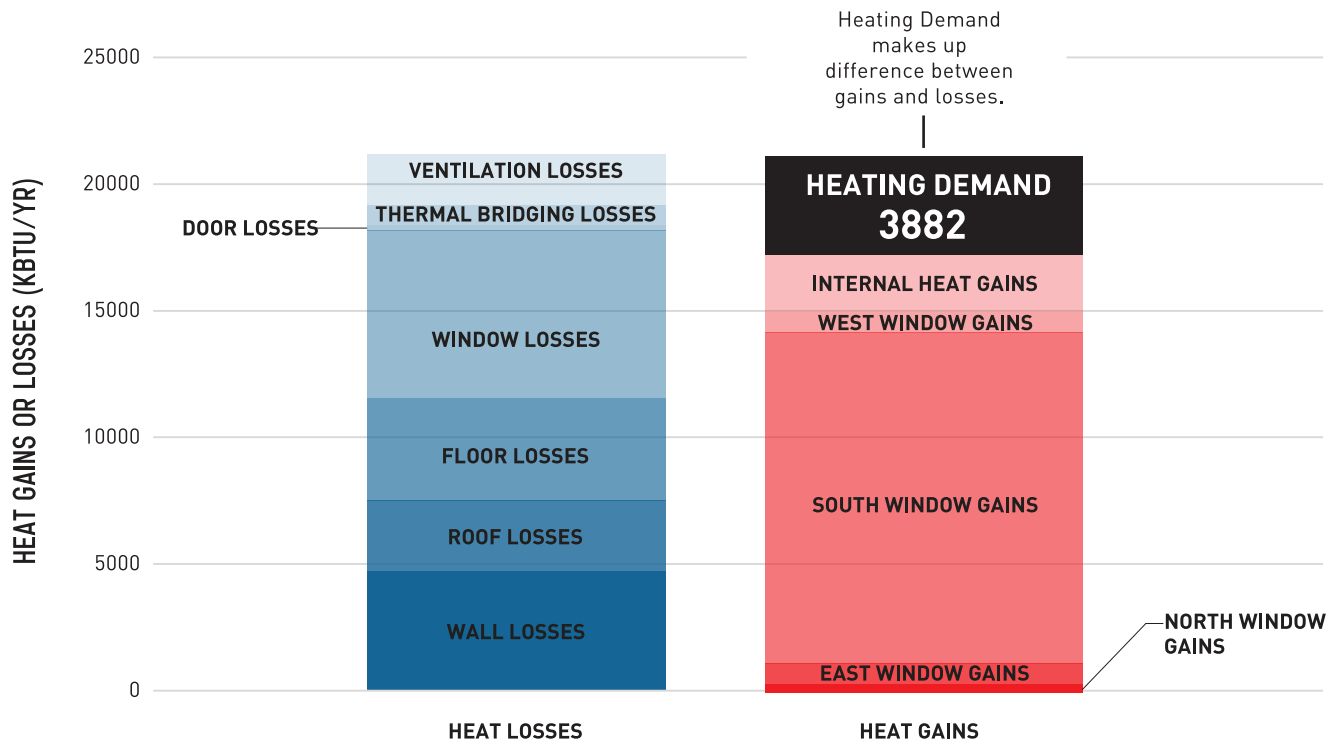 Heating Demand
makes up
difference between
gains and losses.
HEAT GAINS OR LOSSES (KBTU/YR)
25000
20000
15000
10000
5000
0
VENTILATION LOSSES
THERMAL BRIDGING LOSSES
DOOR LOSSES
WINDOW LOSSES
FLOOR LOSSES
ROOF LOSSES
WALL LOSSES
HEATING DEMAND
3882
INTERNAL HEAT GAINS
WEST WINDOW GAINS
SOUTH WINDOW GAINS
EAST WINDOW GAINS
NORTH WINDOW
GAINS
HEAT LOSSES
HEAT GAINS